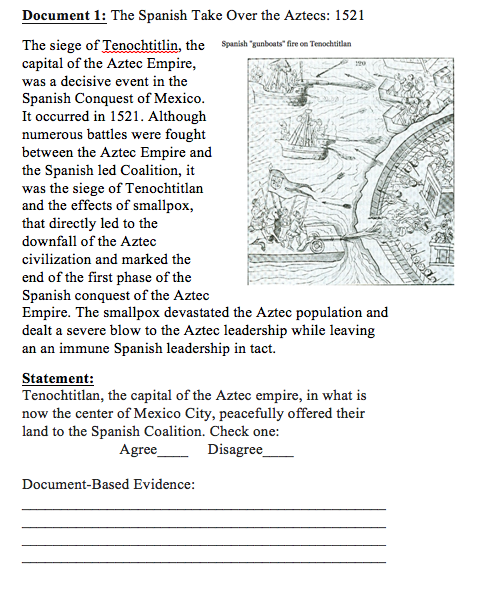 Document 1: The Spanish Take Over the Aztecs: 1521
The siege of Tenochtitlin, the
capital of the Aztec Empire,
was a decisive event in the
Spanish Conquest of Mexico.
It occurred in 1521. Although
numerous battles were fought
between the Aztec Empire and
the Spanish led Coalition, it
was the siege of Tenochtitlan
and the effects of smallpox,
that directly led to the
downfall of the Aztec
civilization and marked the
end of the first phase of the
Spanish conquest of the Aztec
Spanish "gunboats" fire on Tenochtitlan
Empire. The smallpox devastated the Aztec population and
dealt a severe blow to the Aztec leadership while leaving
an an immune Spanish leadership in tact.
Statement:
Tenochtitlan, the capital of the Aztec empire, in what is
now the center of Mexico City, peacefully offered their
land to the Spanish Coalition. Check one:
Agree____ Disagree____
Document-Based Evidence: